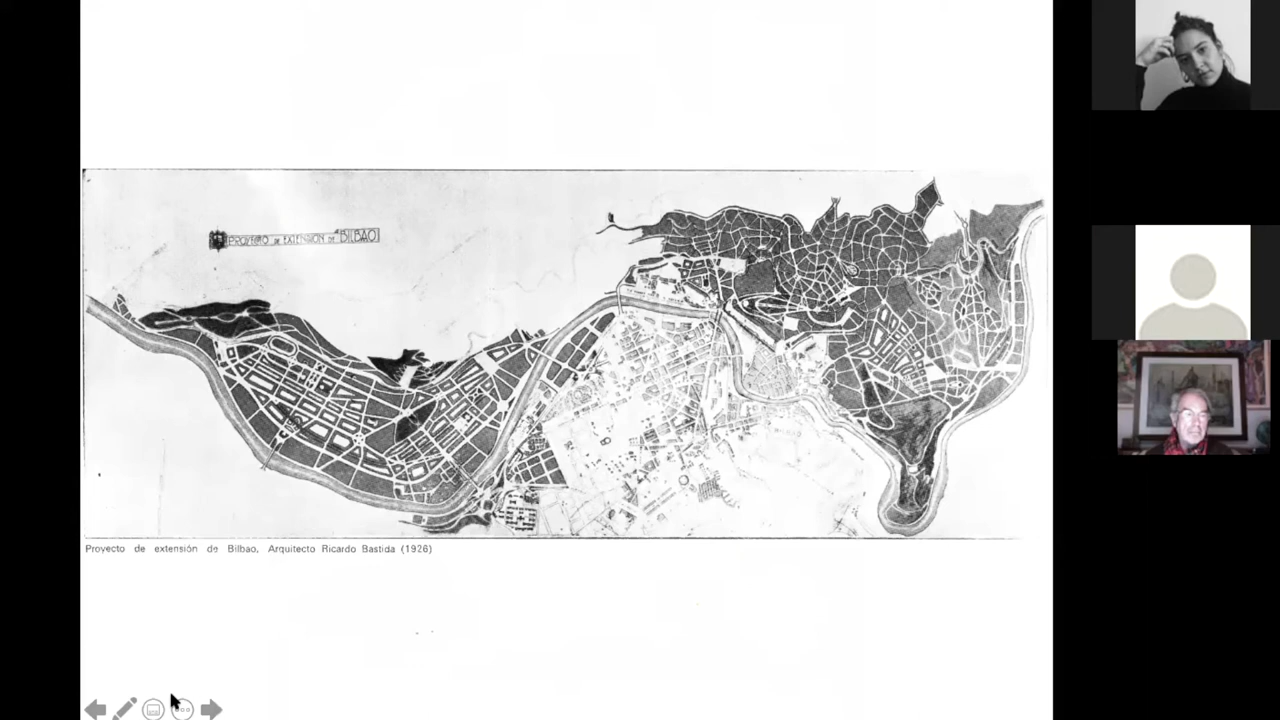 PROYECTO DE EXTENSION DE BILBAO
Proyecto de extensión de Bilbao. Arquitecto Ricardo Bastida (1926)